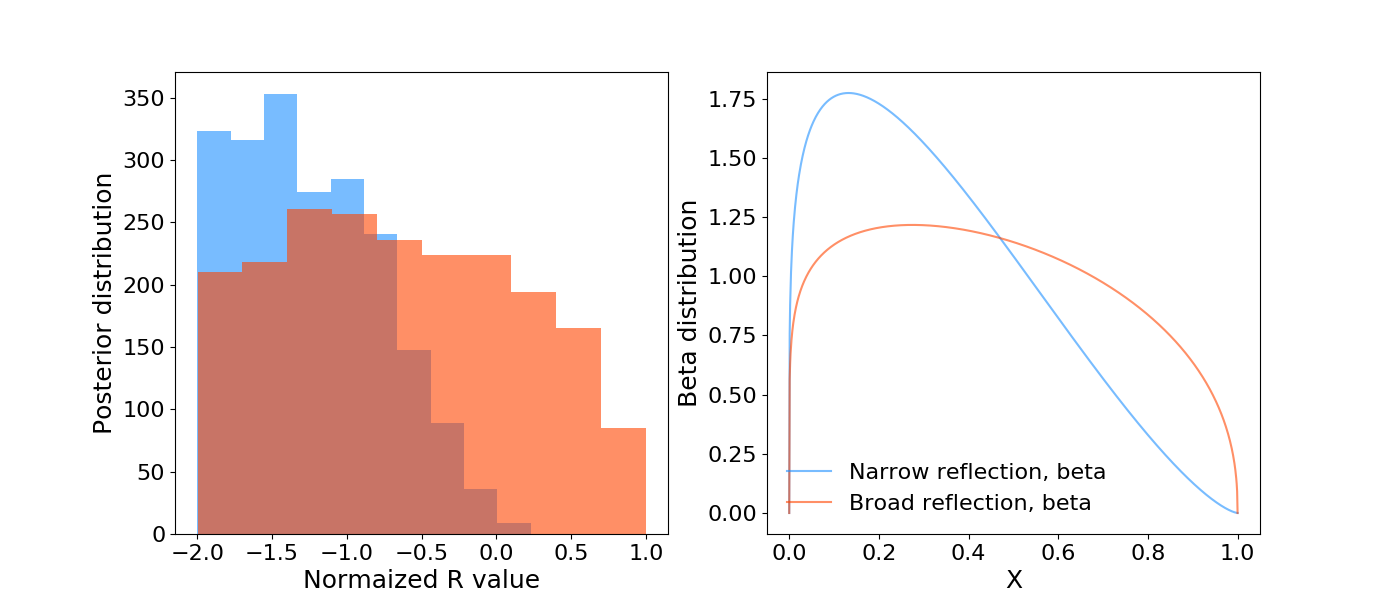 Posterior distribution
350
300
250
200
150
100
50
0
−2.0 −1.5 −1.0 −0.5 0.0 0.5 1.0
Normaized R value
Beta distribution
1.75
1.50
1.25
1.00
0.75
0.50
0.25
0.00
Narrow reflection, beta
Broad reflection, beta
0.0 0.2 0.4 0.6 0.8 1.0
X